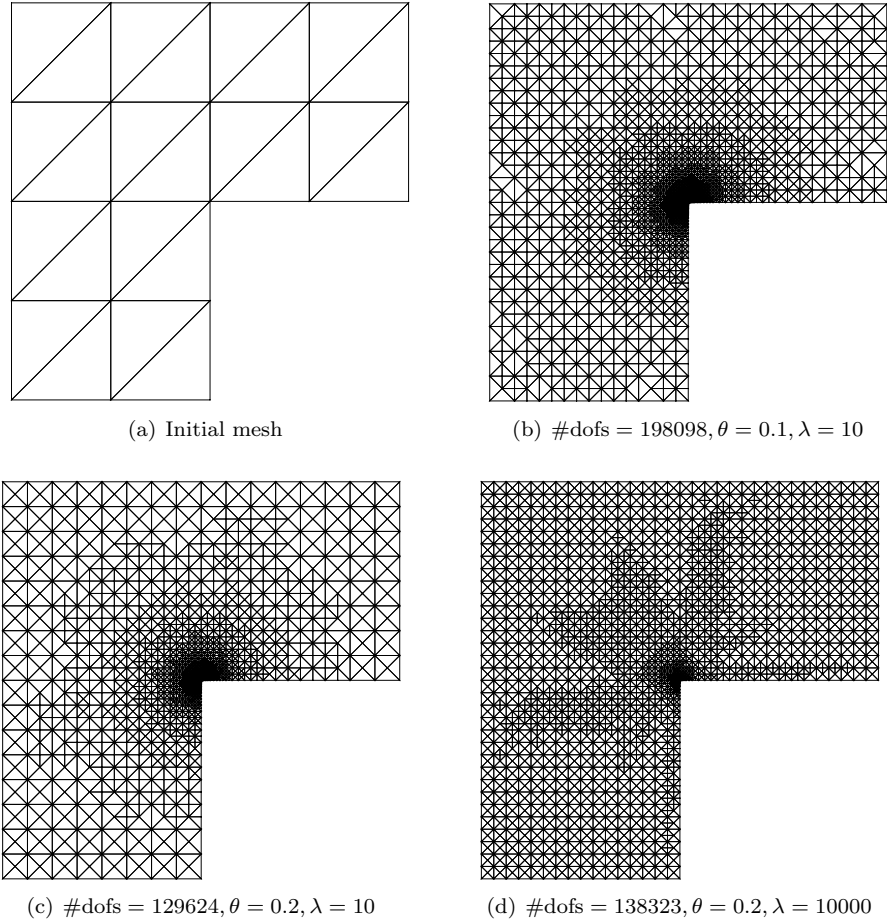 (a) Initial mesh
(b) #dofs = 198098, θ = 0.1, λ = 10
(c) #dofs = 129624, θ = 0.2, λ = 10
(d) #dofs = 138323, θ = 0.2, λ = 10000